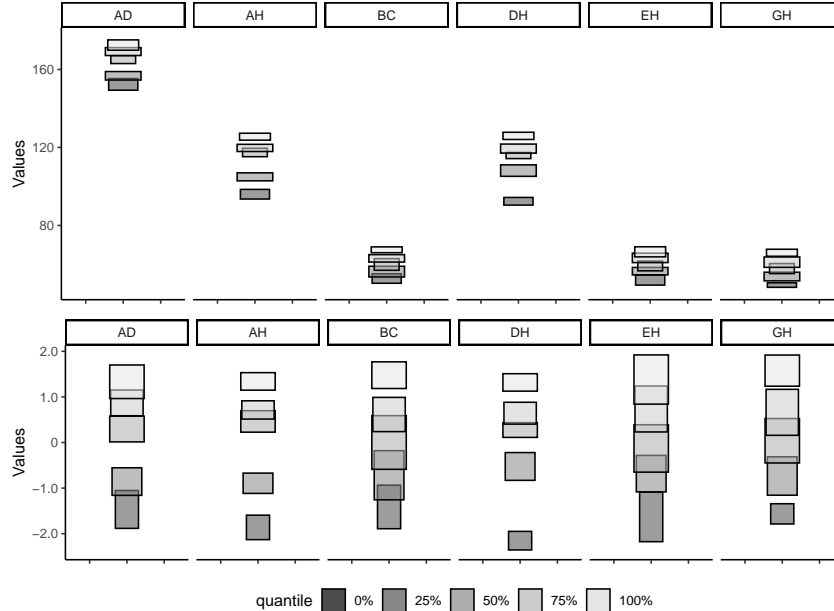 AD AH BC DH EH GH
160
120
80
Values
AD AH BC DH EH GH
2.0
1.0
0
−1.0
−2.0
Values
quantile 0% 25% 50% 75% 100%